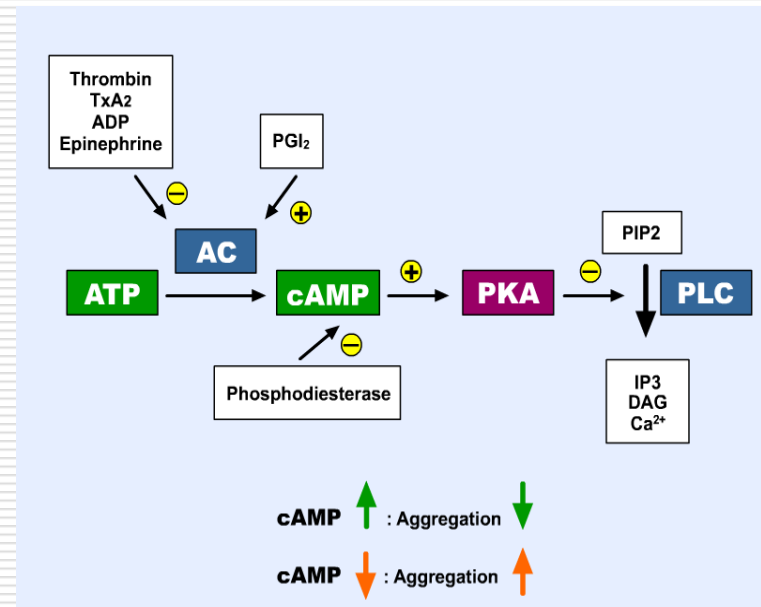 Thrombin
TxA2
ADP
Epinephrine
PGI₂
−
+
AC
PIP2
ATP
cAMP
+
PKA
−
PLC
−
Phosphodiesterase
IP3
DAG
Ca²⁺
cAMP ↑ : Aggregation ↓
cAMP ↓ : Aggregation ↑